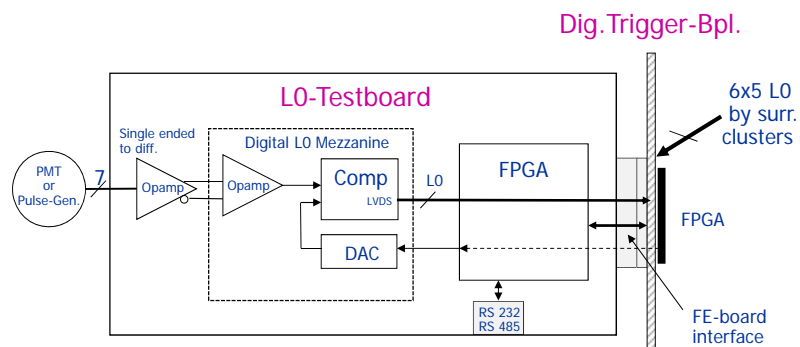 Dig.Trigger-Bpl.
L0-Testboard
6x5 L0
by surr.
clusters
Single ended
to diff.
Digital L0 Mezzanine
PMT
or
Pulse-Gen.
7
Opamp
Opamp
Comp
LVDS
L0
FPGA
FPGA
DAC
RS 232
RS 485
FE-board
interface